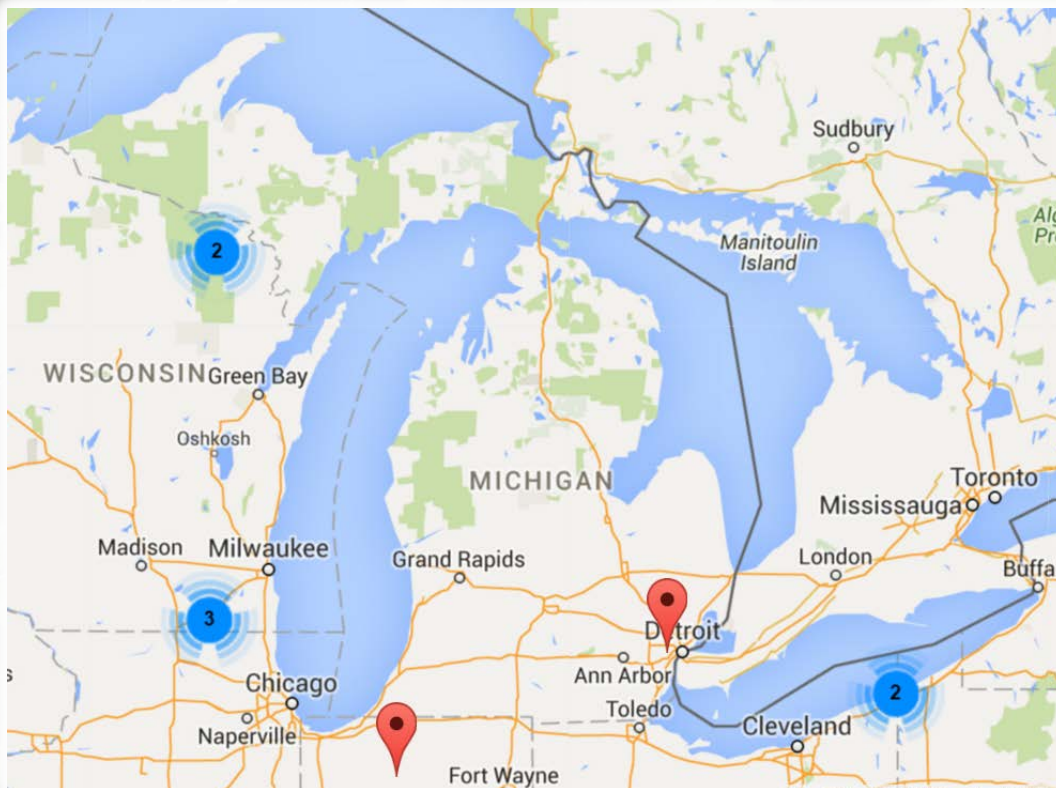 Sudbury
Manitoulin
Island
2
WISCONSIN
Green Bay
Oshkosh
MICHIGAN
Toronto
Mississauga
Madison
Milwaukee
Grand Rapids
London
Buffa
3
Detroit
Ann Arbor
Chicago
2
Toledo
Naperville
Cleveland
Fort Wayne